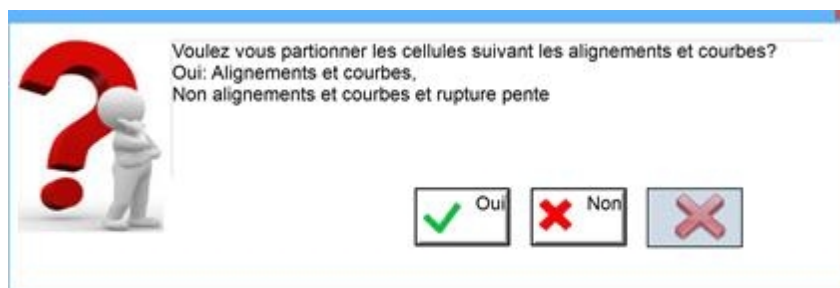 Voulez vous partionner les cellules suivant les alignements et courbes?
Oui: Alignements et courbes,
Non alignements et courbes et rupture pente
Oui
Non